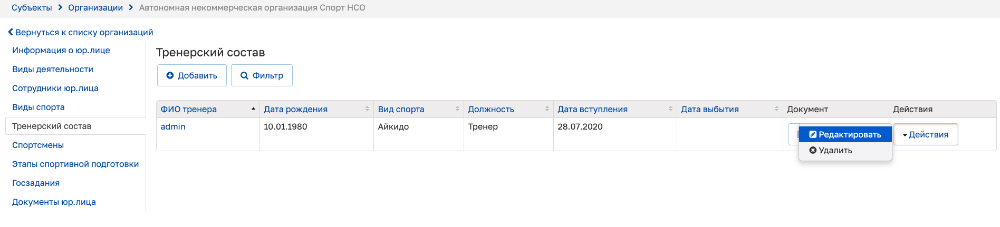 Субъекты Организации Автономная некоммерческая организация Спорт НСО
Вернуться к списку организаций
Информация о юр.лице
Виды деятельности
Сотрудники юр.лица
Виды спорта
Тренерский состав
Спортсмены
Этапы спортивной подготовки
Госзадания
Документы юр.лица
Тренерский состав
Добавить Фильтр
ФИО тренера Дата рождения Вид спорта Должность Дата вступления Дата выбытия Документ Действия
admin 10.01.1980 Айкидо Тренер 28.07.2020
Редактировать Действия
Удалить